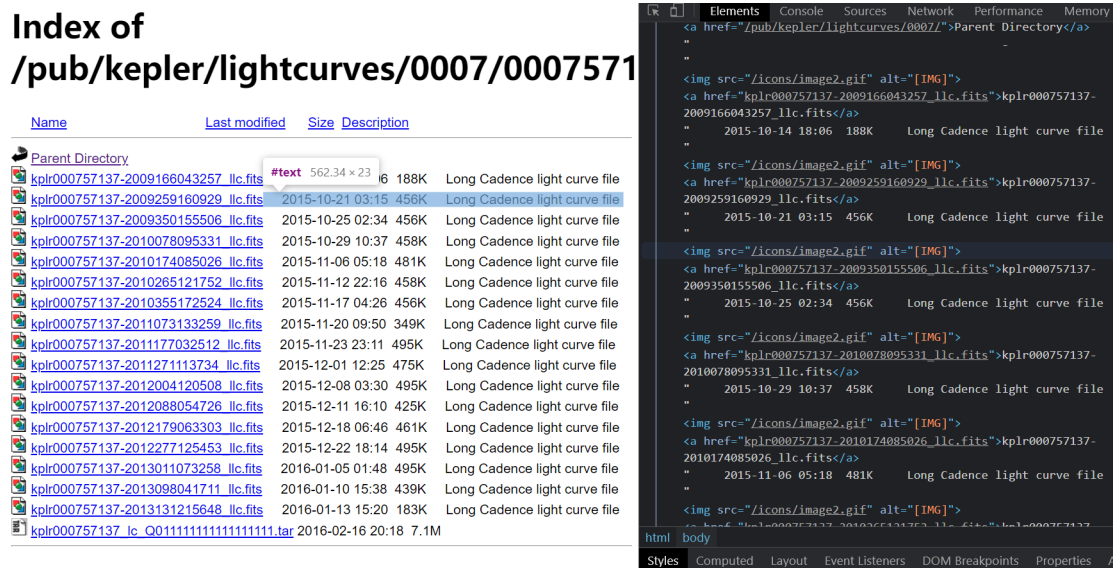 Index of
/pub/kepler/lightcurves/0007/0007571
Name Last modified Size Description
Parent Directory
#text 562.34 × 23
kplr000757137-2009166043257_llc.fits 06 188K Long Cadence light curve file
kplr000757137-2009259160929_llc.fits 2015-10-21 03:15 456K Long Cadence light curve file
kplr000757137-2009350155506_llc.fits 2015-10-25 02:34 456K Long Cadence light curve file
kplr000757137-2010078095331_llc.fits 2015-10-29 10:37 458K Long Cadence light curve file
kplr000757137-2010174085026_llc.fits 2015-11-06 05:18 481K Long Cadence light curve file
kplr000757137-2010265121752_llc.fits 2015-11-12 22:16 458K Long Cadence light curve file
kplr000757137-2010355172524_llc.fits 2015-11-17 04:26 456K Long Cadence light curve file
kplr000757137-2011073133259_llc.fits 2015-11-20 09:50 349K Long Cadence light curve file
kplr000757137-2011177032512_llc.fits 2015-11-23 23:11 495K Long Cadence light curve file
kplr000757137-2011271113734_llc.fits 2015-12-01 12:25 475K Long Cadence light curve file
kplr000757137-2012004120508_llc.fits 2015-12-08 03:30 495K Long Cadence light curve file
kplr000757137-2012088054726_llc.fits 2015-12-11 16:10 425K Long Cadence light curve file
kplr000757137-2012179063303_llc.fits 2015-12-18 06:46 461K Long Cadence light curve file
kplr000757137-2012277125453_llc.fits 2015-12-22 18:14 495K Long Cadence light curve file
kplr000757137-2013011073258_llc.fits 2016-01-05 01:48 495K Long Cadence light curve file
kplr000757137-2013098041711_llc.fits 2016-01-10 15:38 439K Long Cadence light curve file
kplr000757137-2013131215648_llc.fits 2016-01-13 15:20 183K Long Cadence light curve file
kplr000757137_lc_Q011111111111111111.tar 2016-02-16 20:18 7.1M
Elements Console Sources Network Performance Memory
<a href="/pub/kepler/lightcurves/0007/">Parent Directory</a>
" -
"
<img src="/icons/image2.gif" alt="[IMG]">
<a href="kplr000757137-2009166043257_llc.fits">kplr000757137-
2009166043257_llc.fits</a>
" 2015-10-14 18:06 188K Long Cadence light curve file
"
<img src="/icons/image2.gif" alt="[IMG]">
<a href="kplr000757137-2009259160929_llc.fits">kplr000757137-
2009259160929_llc.fits</a>
" 2015-10-21 03:15 456K Long Cadence light curve file
"
<img src="/icons/image2.gif" alt="[IMG]">
<a href="kplr000757137-2009350155506_llc.fits">kplr000757137-
2009350155506_llc.fits</a>
" 2015-10-25 02:34 456K Long Cadence light curve file
"
<img src="/icons/image2.gif" alt="[IMG]">
<a href="kplr000757137-2010078095331_llc.fits">kplr000757137-
2010078095331_llc.fits</a>
" 2015-10-29 10:37 458K Long Cadence light curve file
"
<img src="/icons/image2.gif" alt="[IMG]">
<a href="kplr000757137-2010174085026_llc.fits">kplr000757137-
2010174085026_llc.fits</a>
" 2015-11-06 05:18 481K Long Cadence light curve file
"
<img src="/icons/image2.gif" alt="[IMG]">
html body
Styles Computed Layout Event Listeners DOM Breakpoints Properties